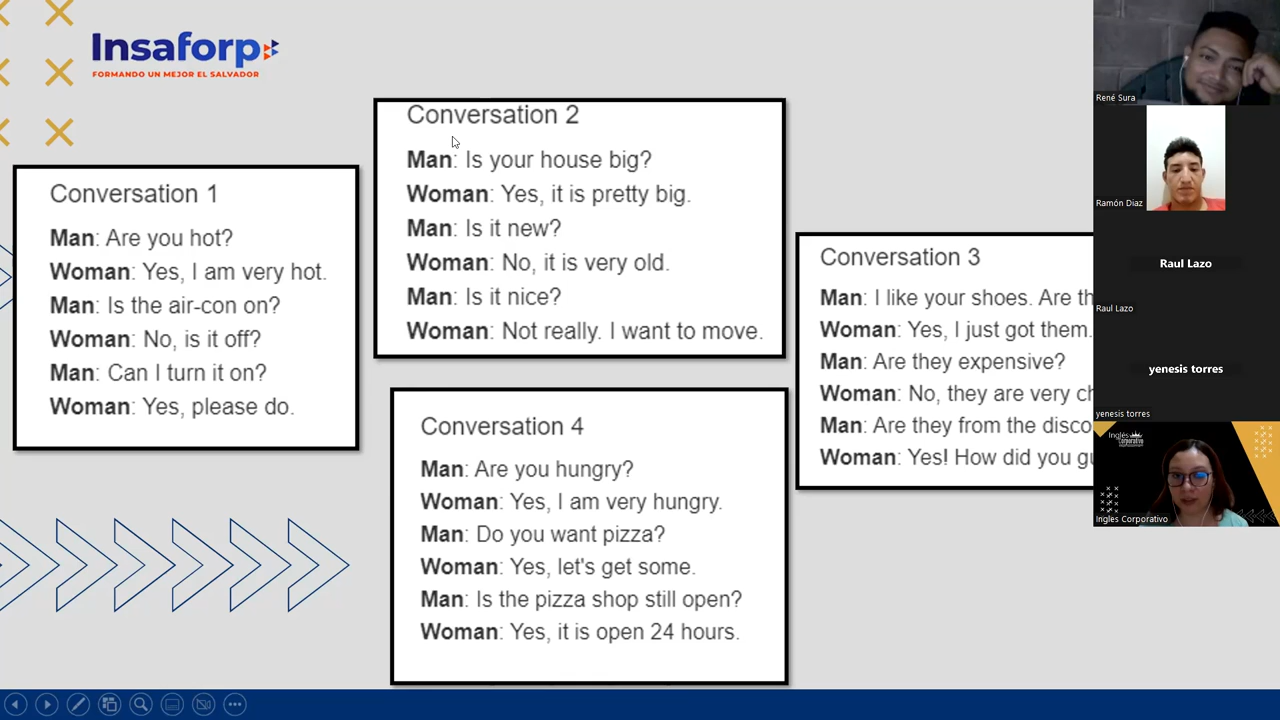 Insaforp
FORMANDO UN MEJOR EL SALVADOR
Conversation 1
Man: Are you hot?
Woman: Yes, I am very hot.
Man: Is the air-con on?
Woman: No, is it off?
Man: Can I turn it on?
Woman: Yes, please do.
Conversation 2
Man: Is your house big?
Woman: Yes, it is pretty big.
Man: Is it new?
Woman: No, it is very old.
Man: Is it nice?
Woman: Not really. I want to move.
Conversation 3
Man: I like your shoes. Are
Woman: Yes, I just got them.
Man: Are they expensive?
Woman: No, they are very
Man: Are they from the
Woman: Yes! How did you
Conversation 4
Man: Are you hungry?
Woman: Yes, I am very hungry.
Man: Do you want pizza?
Woman: Yes, let's get some.
Man: Is the pizza shop still open?
Woman: Yes, it is open 24 hours.
René Sura
Ramón Diaz
Raul Lazo
Raul Lazo
yenesis torres
yenesis torres
Inglés
Corporativo
Ingles Corporativo